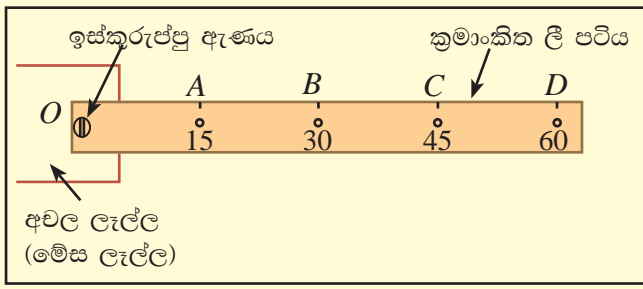 ඉස්කුරුප්පු ඇණය
ක්‍රමාංකිත ලී පටිය
O A B C D
15 30 45 60
අචල ලෑල්ල
(මේස ලෑල්ල)